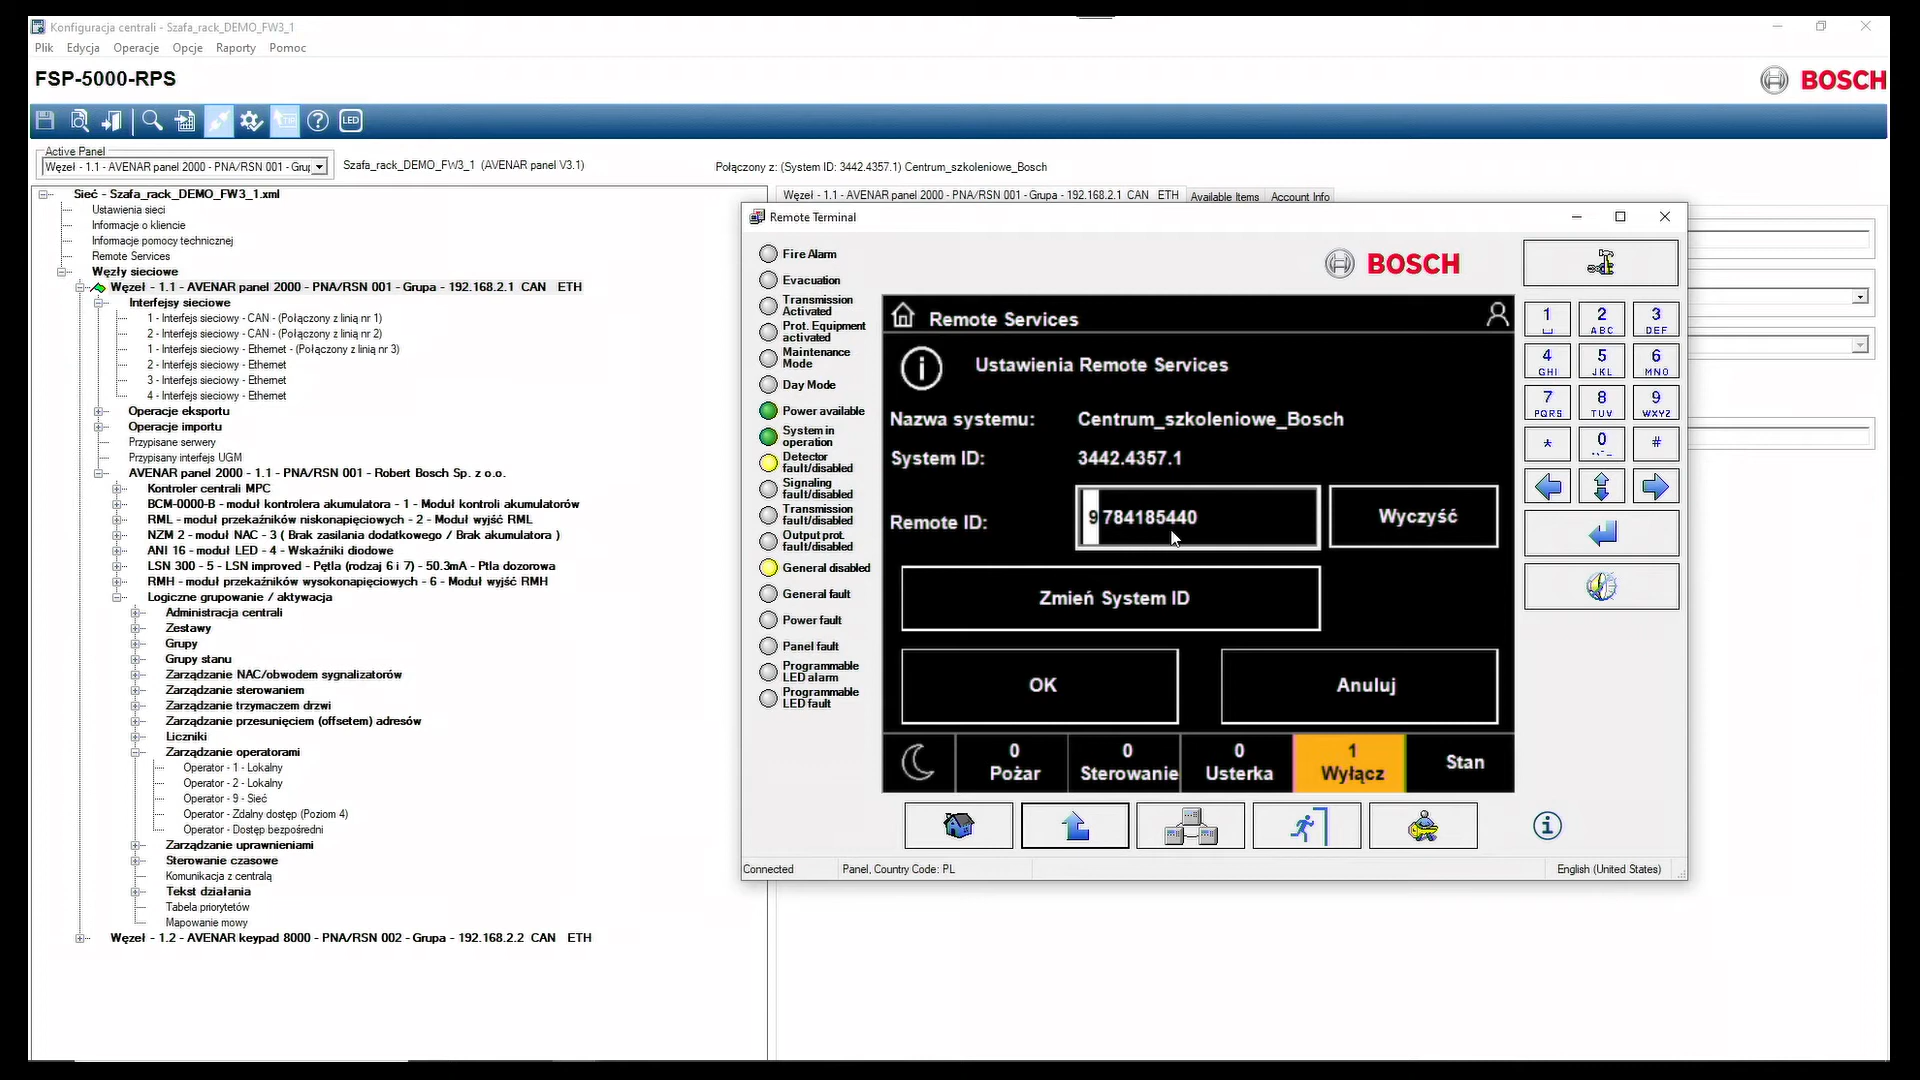 Konfiguracja centrali - Szafa_rack_DEMO_FW3_1
Plik Edycja Operacje Opcje Raporty Pomoc
FSP-5000-RPS
BOSCH
LED
Active Panel
Węzeł - 1.1 - AVENAR panel 2000 - PNA/RSN 001 - Gruj
Szafa_rack_DEMO_FW3_1 (AVENAR panel V3.1)
Połączony z: (System ID: 3442.4357.1) Centrum_szkoleniowe_Bosch
Sieć - Szafa_rack_DEMO_FW3_1.xml
Ustawienia sieci
Informacje o kliencie
Informacje pomocy technicznej
Remote Services
Węzły sieciowe
Węzeł - 1.1 - AVENAR panel 2000 - PNA/RSN 001 - Grupa - 192.168.2.1 CAN ETH
Interfejsy sieciowe
1 - Interfejs sieciowy - CAN - (Połączony z linią nr 1)
2 - Interfejs sieciowy - CAN - (Połączony z linią nr 2)
1 - Interfejs sieciowy - Ethernet - (Połączony z linią nr 3)
2 - Interfejs sieciowy - Ethernet
3 - Interfejs sieciowy - Ethernet
4 - Interfejs sieciowy - Ethernet
Operacje eksportu
Operacje importu
Przypisane serwery
Przypisany interfejs UGM
AVENAR panel 2000 - 1.1 - PNA/RSN 001 - Robert Bosch Sp. z o.o.
Kontroler centrali MPC
BCM-0000-B - moduł kontrolera akumulatora - 1 - Moduł kontroli akumulatorów
RML - moduł przekaźników niskonapięciowych - 2 - Moduł wyjść RML
NZM 2 - moduł NAC - 3 ( Brak zasilania dodatkowego / Brak akumulatora )
ANI 16 - moduł LED - 4 - Wskaźniki diodowe
LSN 300 - 5 - LSN improved - Pętla (rodzaj 6 i 7) - 50.3mA - Ptla dozorowa
RMH - moduł przekaźników wysokonapięciowych - 6 - Moduł wyjść RMH
Logiczne grupowanie / aktywacja
Administracja centrali
Zestawy
Grupy
Grupy stanu
Zarządzanie NAC/obwodem sygnalizatorów
Zarządzanie sterowaniem
Zarządzanie trzymaczem drzwi
Zarządzanie przesunięciem (offsetem) adresów
Liczniki
Zarządzanie operatorami
Operator - 1 - Lokalny
Operator - 2 - Lokalny
Operator - 9 - Sieć
Operator - Zdalny dostęp (Poziom 4)
Operator - Dostęp bezpośredni
Zarządzanie uprawnieniami
Sterowanie czasowe
Komunikacja z centralą
Tekst działania
Tabela priorytetów
Mapowanie mowy
Węzeł - 1.2 - AVENAR keypad 8000 - PNA/RSN 002 - Grupa - 192.168.2.2 CAN ETH
Węzeł - 1.1 - AVENAR panel 2000 - PNA/RSN 001 - Grupa - 192.168.2.1 CAN ETH
Available Items
Account Info
Remote Terminal
Fire Alarm
Evacuation
Transmission
Activated
Prot. Equipment
activated
Maintenance
Mode
Day Mode
Power available
System in
operation
Detector
fault/disabled
Signaling
fault/disabled
Transmission
fault/disabled
Output prot.
fault/disabled
General disabled
General fault
Power fault
Panel fault
Programmable
LED alarm
Programmable
LED fault
BOSCH
Remote Services
Ustawienia Remote Services
Nazwa systemu: Centrum_szkoleniowe_Bosch
System ID: 3442.4357.1
Remote ID: 9784185440 Wyczyść
Zmień System ID
OK Anuluj
0 0 0 1
Pożar Sterowanie Usterka Wyłącz Stan
1 2 3
ABC DEF
4 5 6
GHI JKL MNO
7 8 9
PQRS TUV WXYZ
* 0 #
Connected
Panel, Country Code: PL
English (United States)